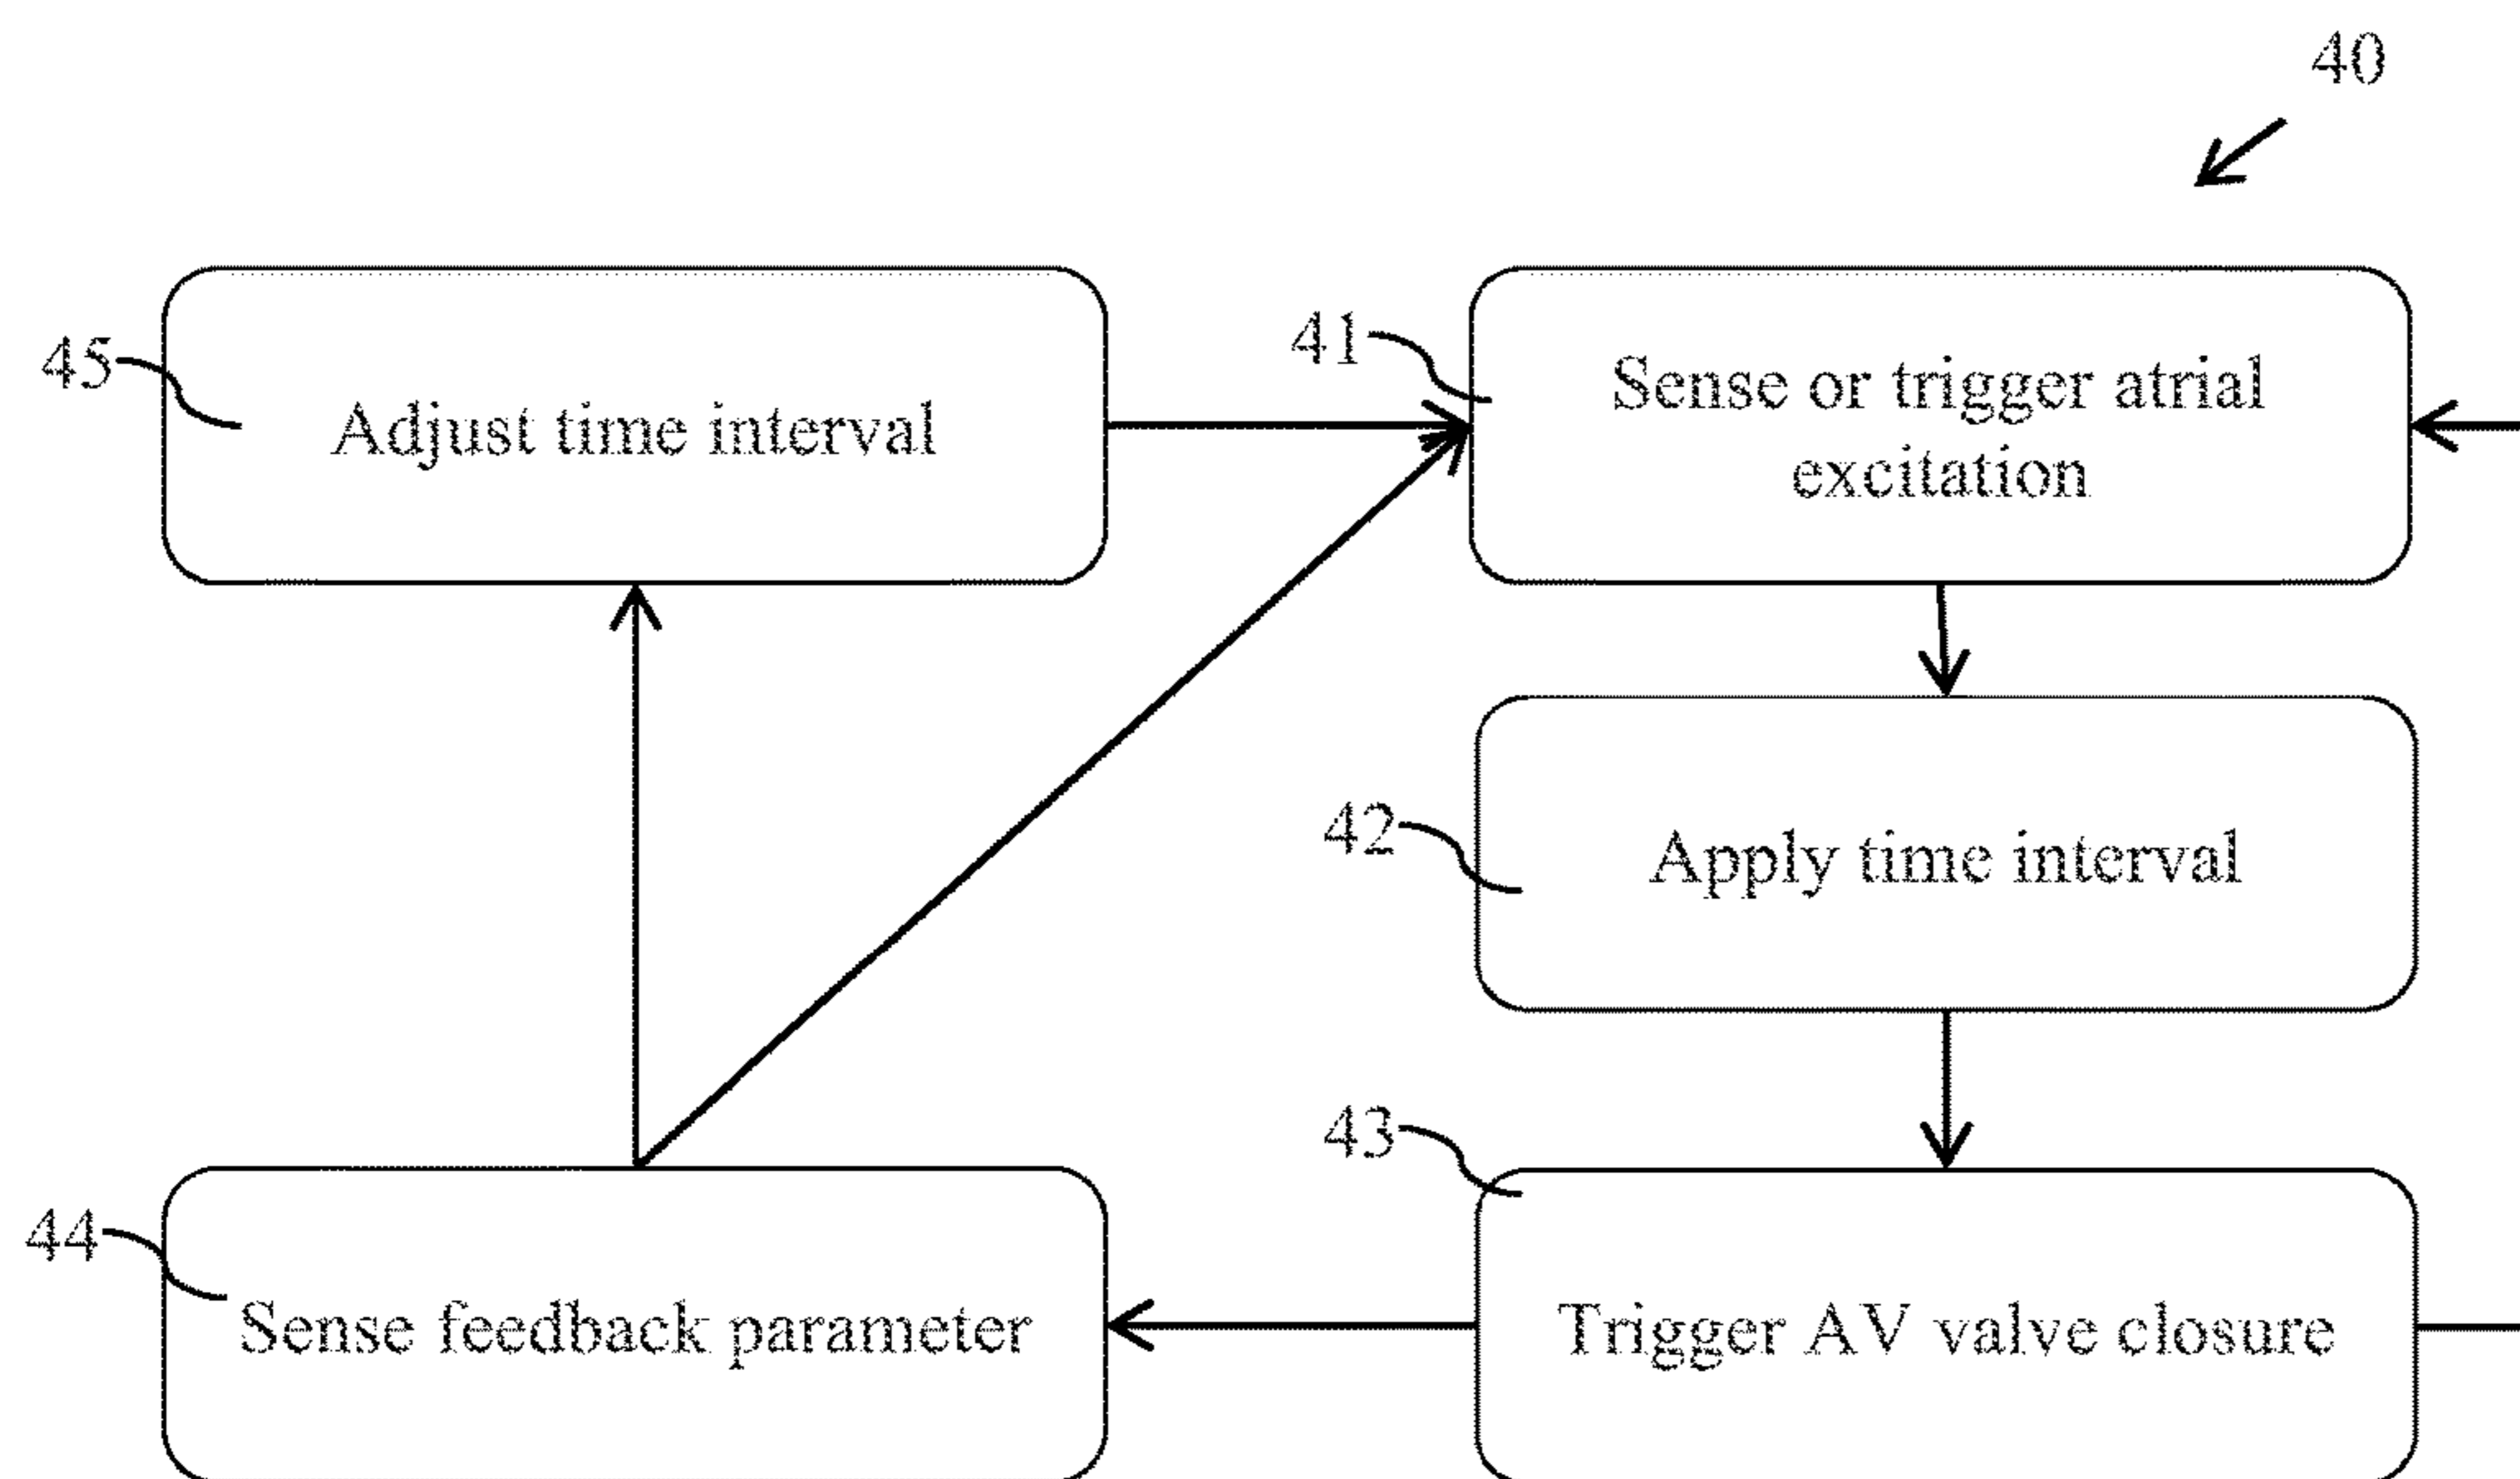 40
45
Adjust time interval
41
Sense or trigger atrial
excitation
42
Apply time interval
43
Trigger AV valve closure
44
Sense feedback parameter